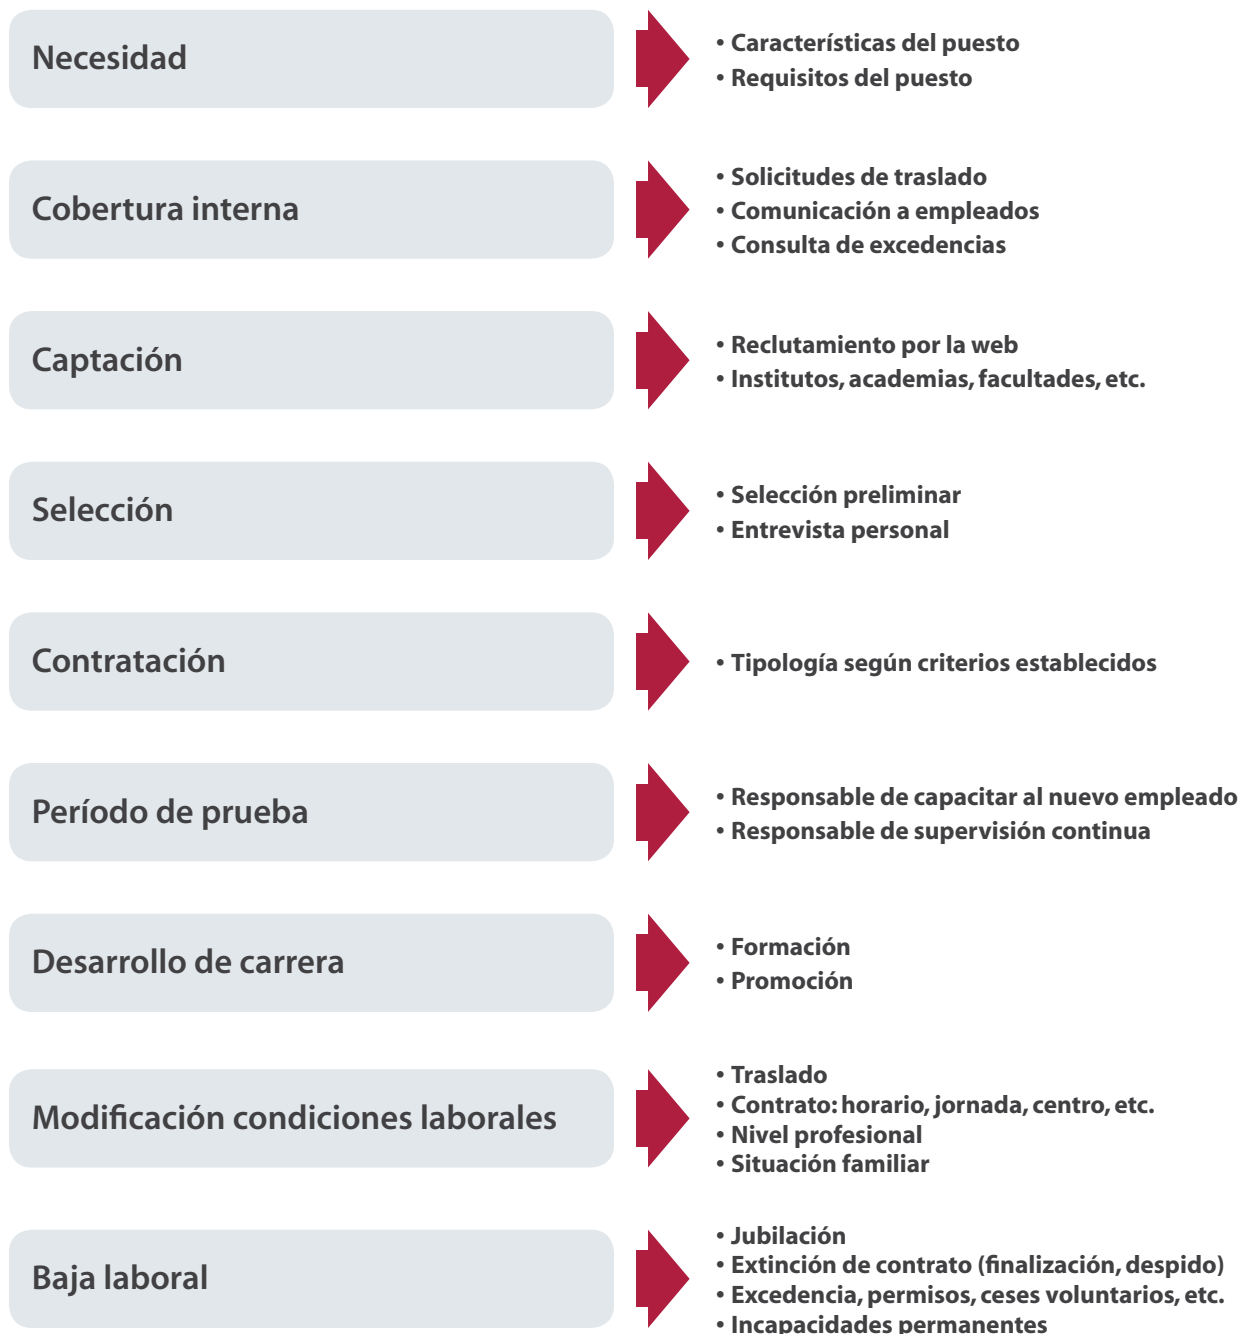 Necesidad
• Características del puesto
• Requisitos del puesto
Cobertura interna
• Solicitudes de traslado
• Comunicación a empleados
• Consulta de excedencias
Captación
• Reclutamiento por la web
• Institutos, academias, facultades, etc.
Selección
• Selección preliminar
• Entrevista personal
Contratación
• Tipología según criterios establecidos
Período de prueba
• Responsable de capacitar al nuevo empleado
• Responsable de supervisión continua
Desarrollo de carrera
• Formación
• Promoción
Modificación condiciones laborales
• Traslado
• Contrato: horario, jornada, centro, etc.
• Nivel profesional
• Situación familiar
Baja laboral
• Jubilación
• Extinción de contrato (finalización, despido)
• Excedencia, permisos, ceses voluntarios, etc.
• Incapacidades permanentes